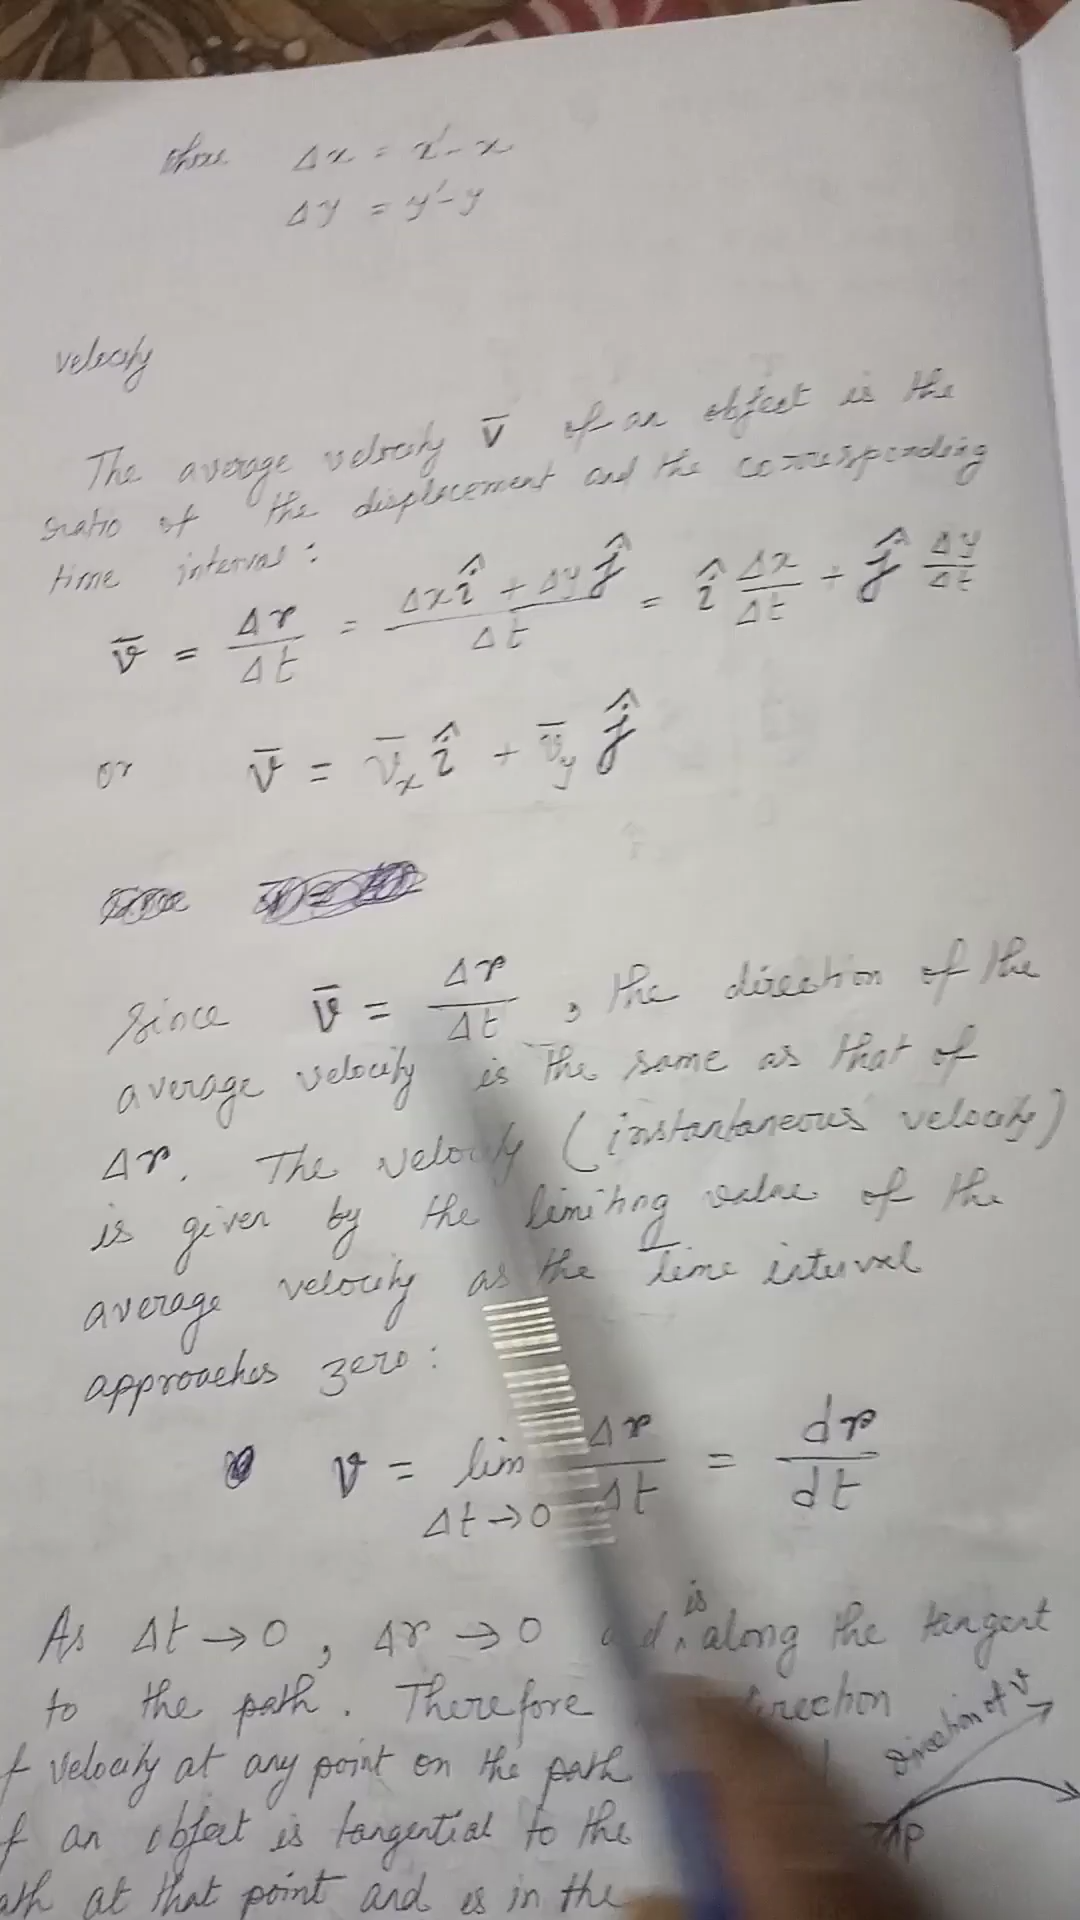 where Δx = x' - x
Δy = y' - y
velocity
The average velocity v̅ of an object is the
ratio of the displacement and the corresponding
time interval :
v̅ = Δr/Δt = (Δx î + Δy ĵ)/Δt = î Δx/Δt + ĵ Δy/Δt
or v̅ = v̅x î + v̅y ĵ
Since v̅ = Δr/Δt , the direction of the
average velocity is the same as that of
Δr. The velocity (instantaneous velocity)
is given by the limiting value of the
average velocity as the time interval
approaches zero :
v = lim Δt→0 Δr/Δt = dr/dt
As Δt → 0 , Δr → 0 is along the tangent
to the path. Therefore
velocity at any point on the path
an object is tangential to the
at that point and is in the
Direction of v
P